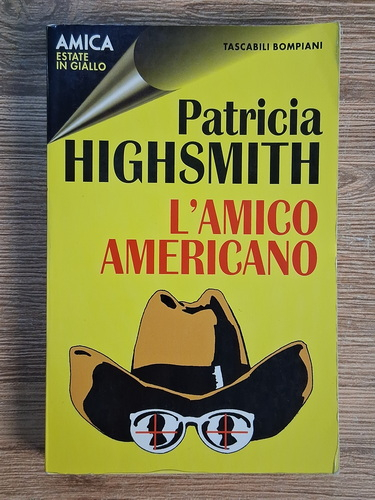 AMICA
ESTATE
IN GIALLO
TASCABILI BOMPIANI
Patricia
HIGHSMITH
L'AMICO
AMERICANO